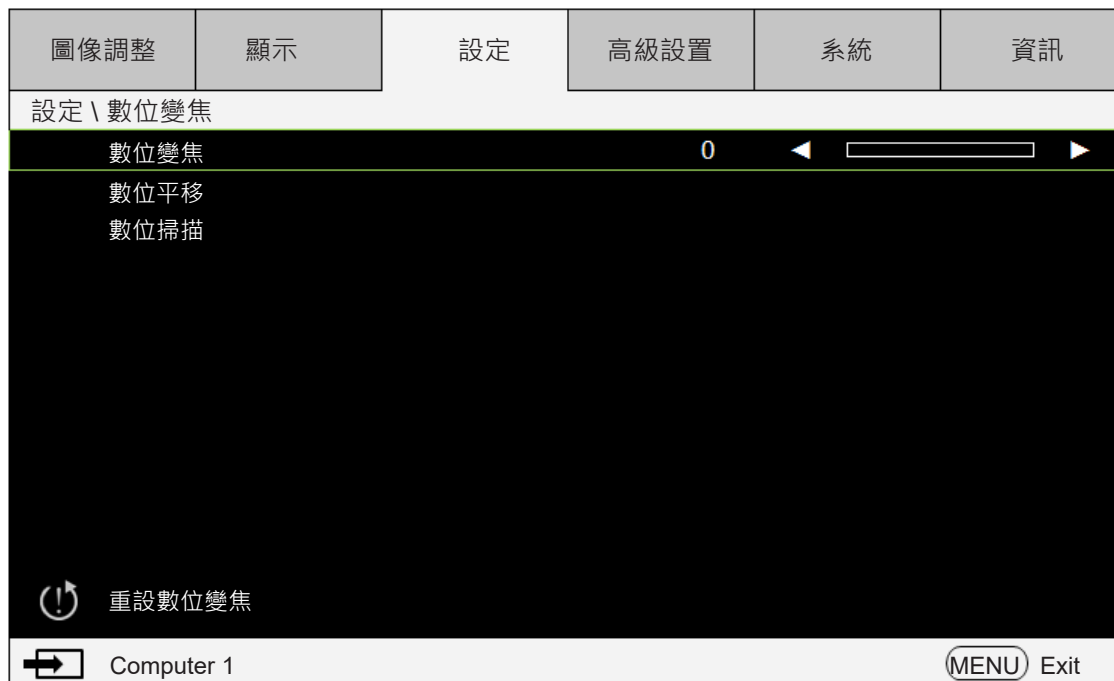 圖像調整 顯示 設定 高級設置 系統 資訊
設定 \ 數位變焦
數位變焦 0
數位平移
數位掃描
重設數位變焦
Computer 1 MENU Exit